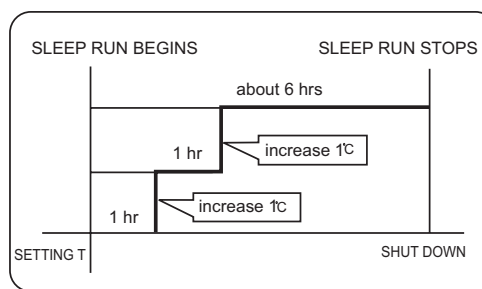 SLEEP RUN BEGINS
SLEEP RUN STOPS
about 6 hrs
1 hr
increase 1℃
1 hr
increase 1℃
SETTING T
SHUT DOWN